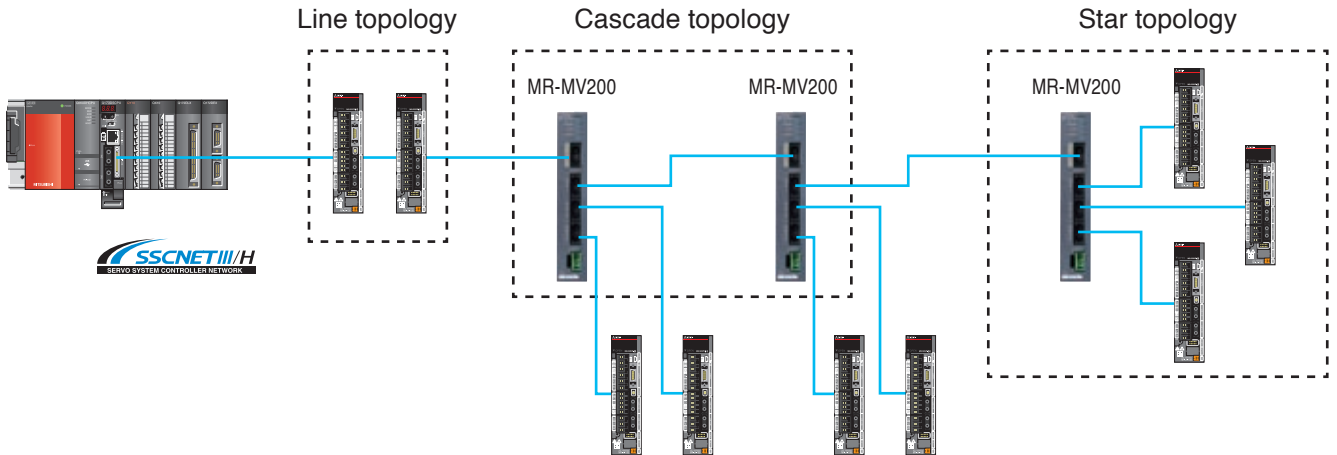 Line topology
Cascade topology
Star topology
MR-MV200
MR-MV200
MR-MV200
SSCNETIII/H
SERVO SYSTEM CONTROLLER NETWORK